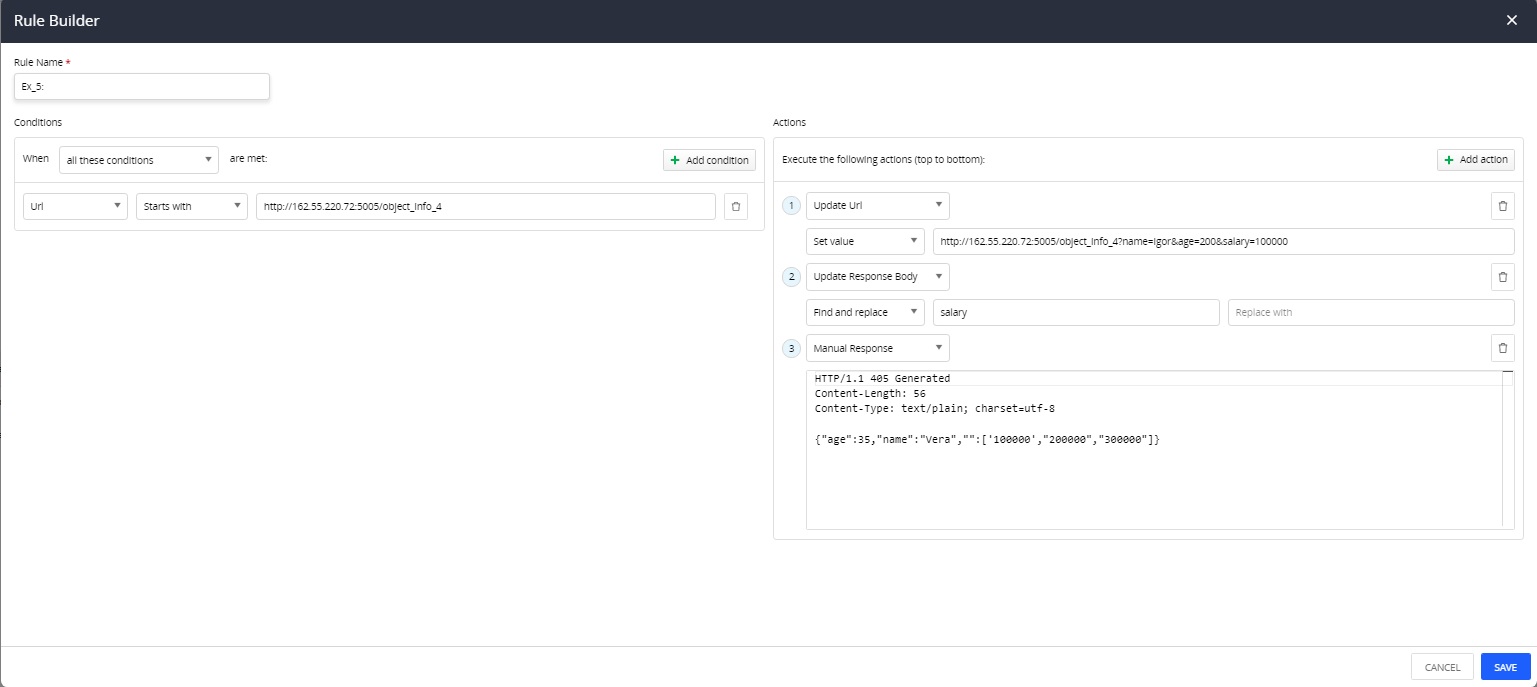 Rule Builder
Rule Name *
Ex_5:
Conditions
When all these conditions are met:
Add condition
Url Starts with http://162.55.220.72:5005/object_info_4
Actions
Execute the following actions (top to bottom):
Add action
1 Update Url
Set value http://162.55.220.72:5005/object_info_4?name=Igor&age=200&salary=100000
2 Update Response Body
Find and replace salary Replace with
3 Manual Response
HTTP/1.1 405 Generated
Content-Length: 56
Content-Type: text/plain; charset=utf-8
{"age":35,"name":"Vera","":['100000',"200000","300000"]}
CANCEL SAVE